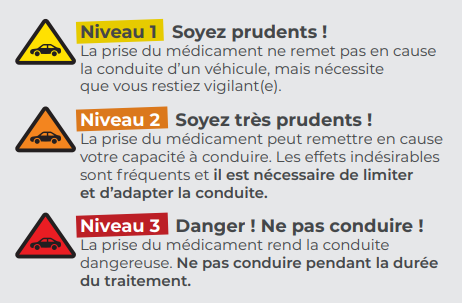 Niveau 1 Soyez prudents !
La prise du médicament ne remet pas en cause
la conduite d'un véhicule, mais nécessite
que vous restiez vigilant(e).
Niveau 2 Soyez très prudents !
La prise du médicament peut remettre en cause
votre capacité à conduire. Les effets indésirables
sont fréquents et il est nécessaire de limiter
et d'adapter la conduite.
Niveau 3 Danger ! Ne pas conduire !
La prise du médicament rend la conduite
dangereuse. Ne pas conduire pendant la durée
du traitement.